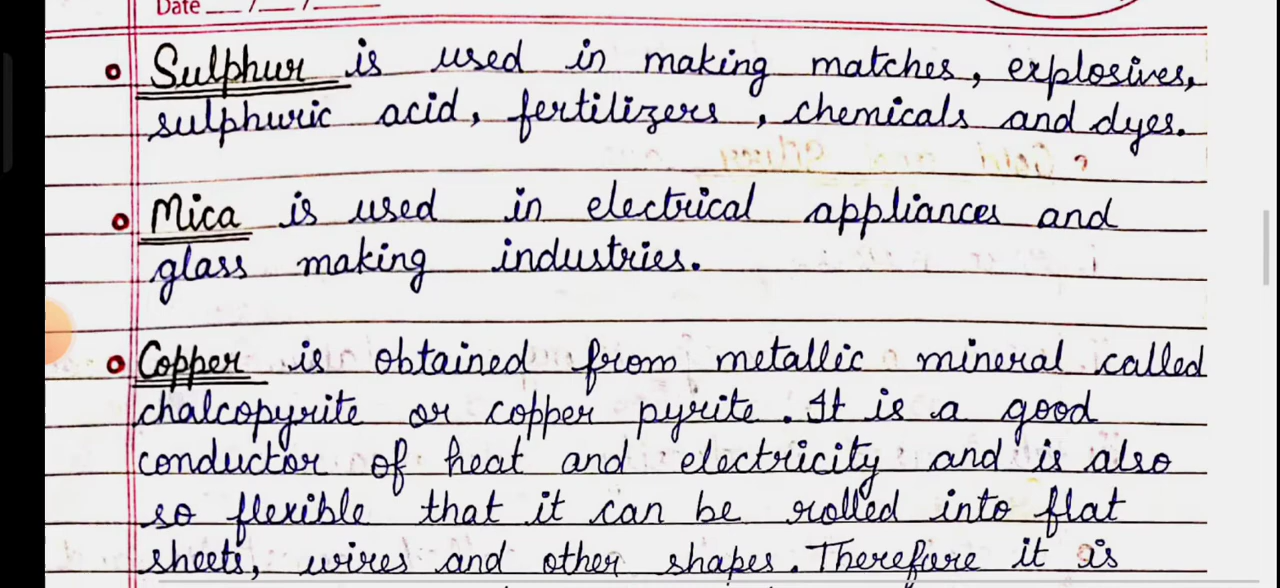 Date __/__/____
Sulphur is used in making matches, explosives,
sulphuric acid, fertilizers, chemicals and dyes.
Mica is used in electrical appliances and
glass making industries.
Copper is obtained from metallic mineral called
chalcopyrite or copper pyrite. It is a good
conductor of heat and electricity and is also
so flexible that it can be rolled into flat
sheets, wires and other shapes. Therefore it is